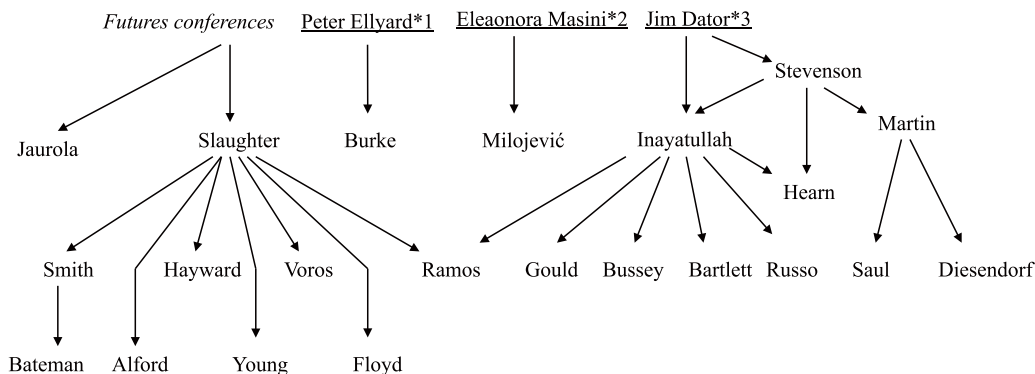 Futures conferences Peter Ellyard*1 Eleaonora Masini*2 Jim Dator*3
Stevenson
Martin
Jaurola Slaughter Burke Milojević Inayatullah
Hearn
Smith Hayward Voros Ramos Gould Bussey Bartlett Russo Saul Diesendorf
Bateman Alford Young Floyd